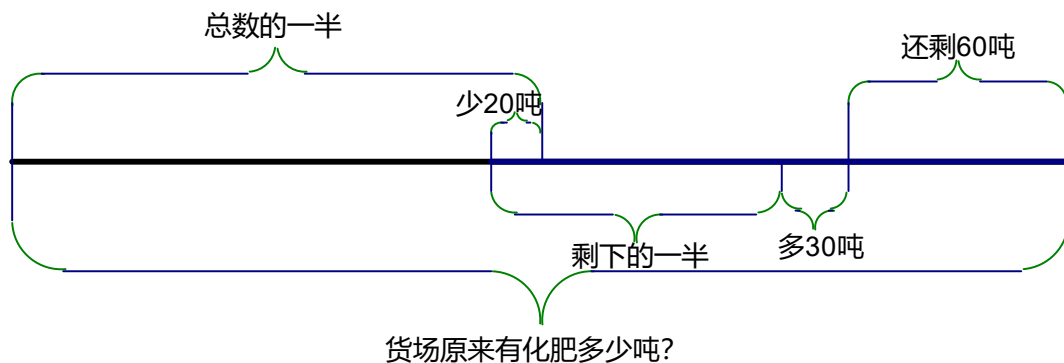 总数的一半
还剩60吨
少20吨
剩下的一半
多30吨
货场原来有化肥多少吨？